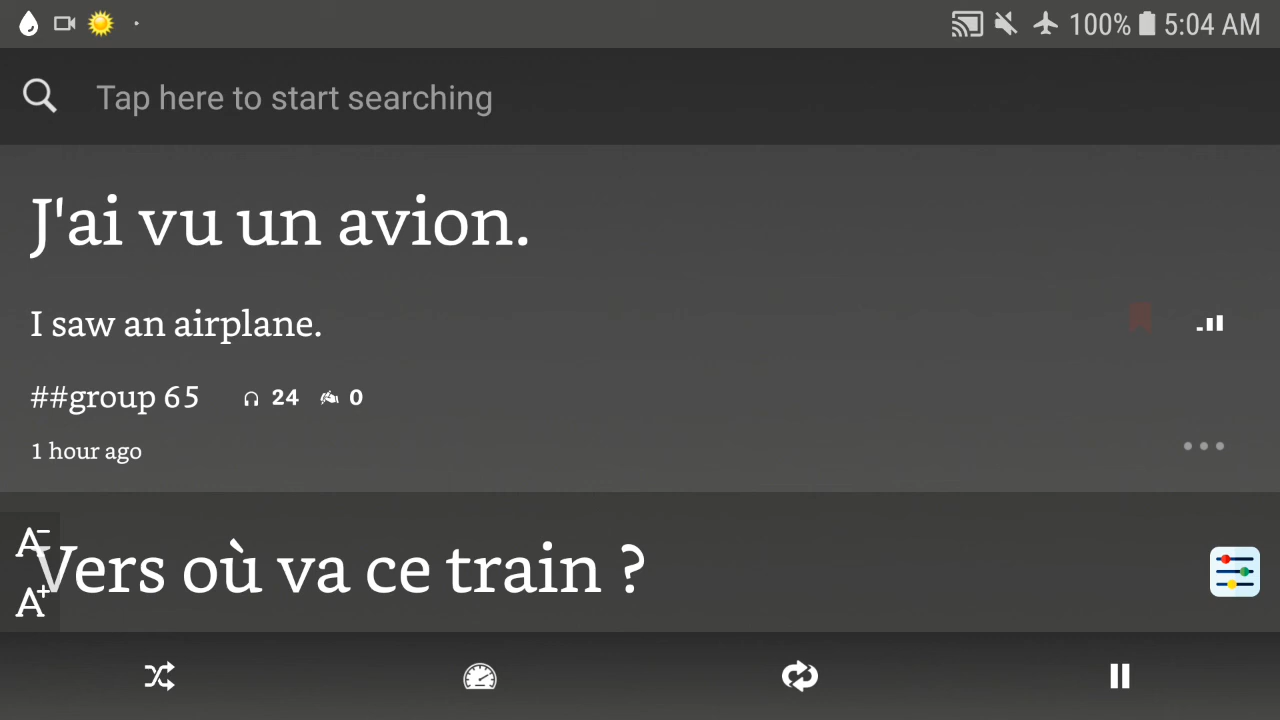 100% 5:04 AM
Tap here to start searching
J'ai vu un avion.
I saw an airplane.
##group 65 24 0
1 hour ago
A-
Vers où va ce train ?
A+